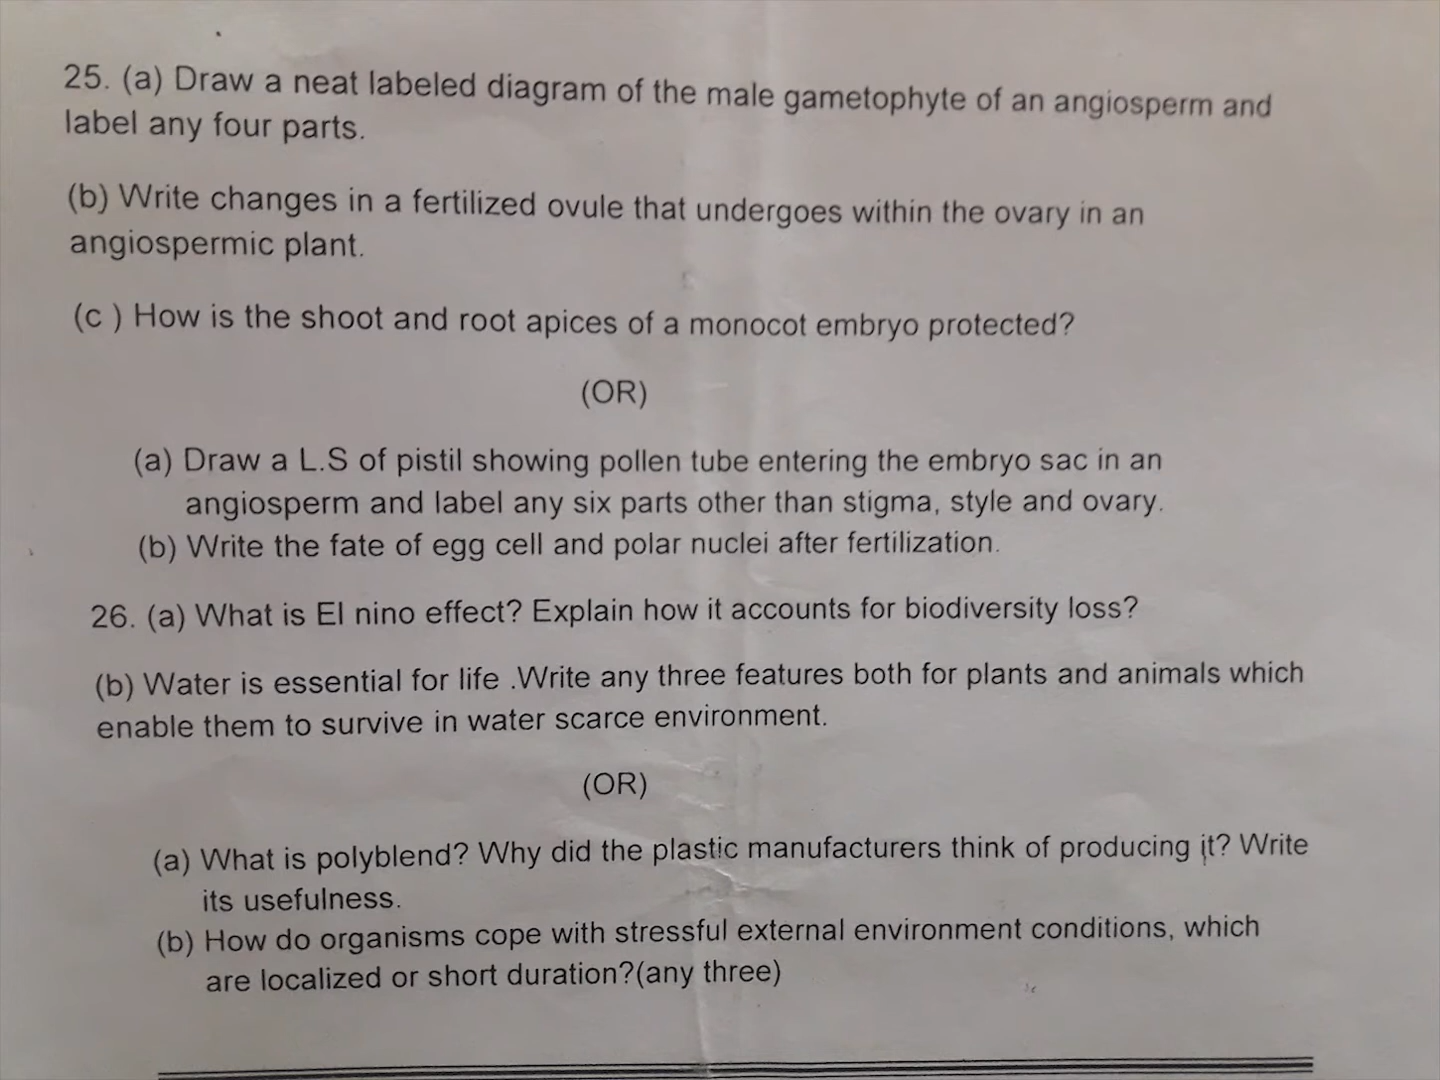 25. (a) Draw a neat labeled diagram of the male gametophyte of an angiosperm and
label any four parts.
(b) Write changes in a fertilized ovule that undergoes within the ovary in an
angiospermic plant.
(c ) How is the shoot and root apices of a monocot embryo protected?
(OR)
(a) Draw a L.S of pistil showing pollen tube entering the embryo sac in an
angiosperm and label any six parts other than stigma, style and ovary.
(b) Write the fate of egg cell and polar nuclei after fertilization.
26. (a) What is El nino effect? Explain how it accounts for biodiversity loss?
(b) Water is essential for life .Write any three features both for plants and animals which
enable them to survive in water scarce environment.
(OR)
(a) What is polyblend? Why did the plastic manufacturers think of producing it? Write
its usefulness.
(b) How do organisms cope with stressful external environment conditions, which
are localized or short duration?(any three)